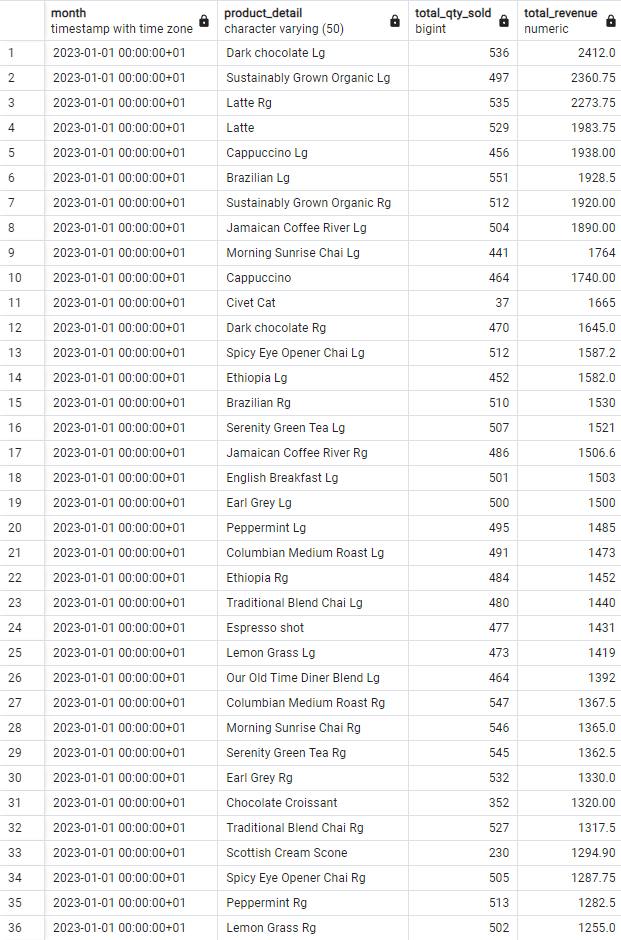 month product_detail total_qty_sold total_revenue
timestamp with time zone character varying (50) bigint numeric
1 2023-01-01 00:00:00+01 Dark chocolate Lg 536 2412.0
2 2023-01-01 00:00:00+01 Sustainably Grown Organic Lg 497 2360.75
3 2023-01-01 00:00:00+01 Latte Rg 535 2273.75
4 2023-01-01 00:00:00+01 Latte 529 1983.75
5 2023-01-01 00:00:00+01 Cappuccino Lg 456 1938.00
6 2023-01-01 00:00:00+01 Brazilian Lg 551 1928.5
7 2023-01-01 00:00:00+01 Sustainably Grown Organic Rg 512 1920.00
8 2023-01-01 00:00:00+01 Jamaican Coffee River Lg 504 1890.00
9 2023-01-01 00:00:00+01 Morning Sunrise Chai Lg 441 1764
10 2023-01-01 00:00:00+01 Cappuccino 464 1740.00
11 2023-01-01 00:00:00+01 Civet Cat 37 1665
12 2023-01-01 00:00:00+01 Dark chocolate Rg 470 1645.0
13 2023-01-01 00:00:00+01 Spicy Eye Opener Chai Lg 512 1587.2
14 2023-01-01 00:00:00+01 Ethiopia Lg 452 1582.0
15 2023-01-01 00:00:00+01 Brazilian Rg 510 1530
16 2023-01-01 00:00:00+01 Serenity Green Tea Lg 507 1521
17 2023-01-01 00:00:00+01 Jamaican Coffee River Rg 486 1506.6
18 2023-01-01 00:00:00+01 English Breakfast Lg 501 1503
19 2023-01-01 00:00:00+01 Earl Grey Lg 500 1500
20 2023-01-01 00:00:00+01 Peppermint Lg 495 1485
21 2023-01-01 00:00:00+01 Columbian Medium Roast Lg 491 1473
22 2023-01-01 00:00:00+01 Ethiopia Rg 484 1452
23 2023-01-01 00:00:00+01 Traditional Blend Chai Lg 480 1440
24 2023-01-01 00:00:00+01 Espresso shot 477 1431
25 2023-01-01 00:00:00+01 Lemon Grass Lg 473 1419
26 2023-01-01 00:00:00+01 Our Old Time Diner Blend Lg 464 1392
27 2023-01-01 00:00:00+01 Columbian Medium Roast Rg 547 1367.5
28 2023-01-01 00:00:00+01 Morning Sunrise Chai Rg 546 1365.0
29 2023-01-01 00:00:00+01 Serenity Green Tea Rg 545 1362.5
30 2023-01-01 00:00:00+01 Earl Grey Rg 532 1330.0
31 2023-01-01 00:00:00+01 Chocolate Croissant 352 1320.00
32 2023-01-01 00:00:00+01 Traditional Blend Chai Rg 527 1317.5
33 2023-01-01 00:00:00+01 Scottish Cream Scone 230 1294.90
34 2023-01-01 00:00:00+01 Spicy Eye Opener Chai Rg 505 1287.75
35 2023-01-01 00:00:00+01 Peppermint Rg 513 1282.5
36 2023-01-01 00:00:00+01 Lemon Grass Rg 502 1255.0